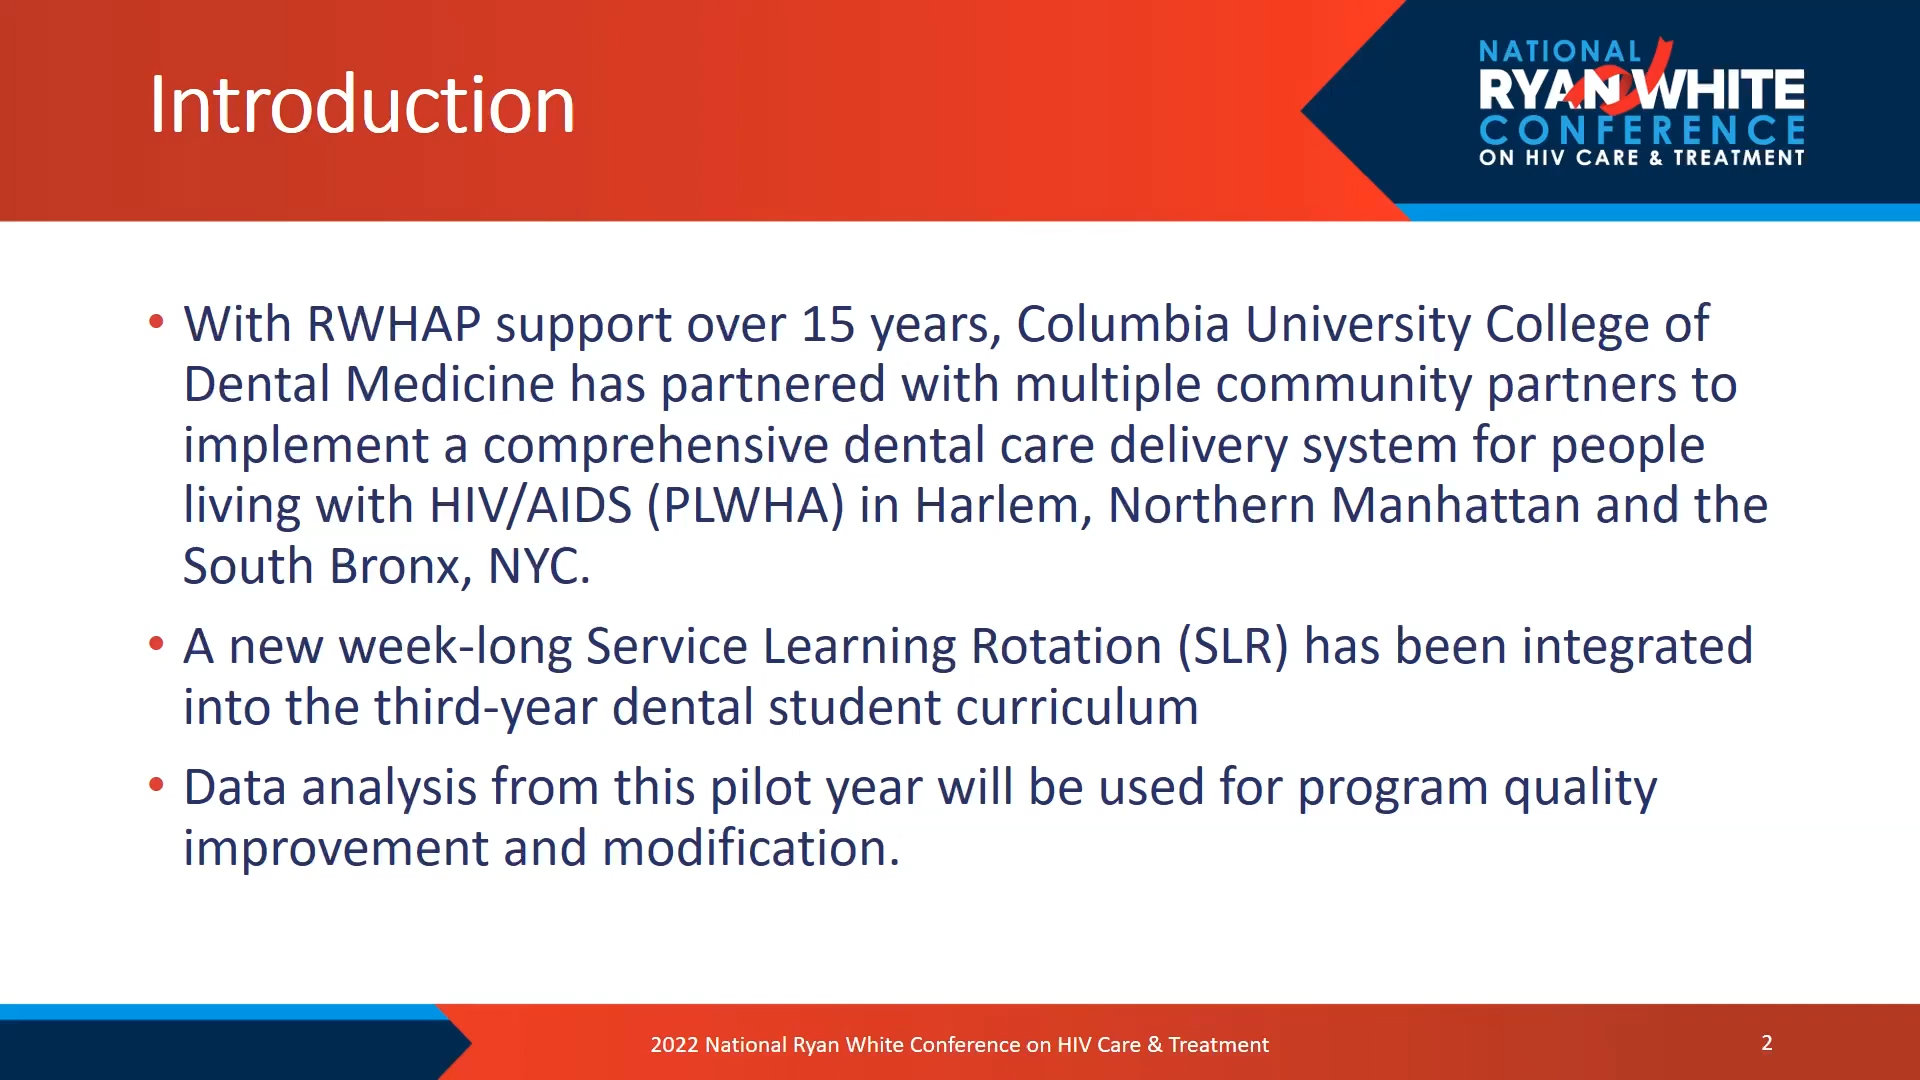 Introduction
NATIONAL
RYAN WHITE
CONFERENCE
ON HIV CARE & TREATMENT
• With RWHAP support over 15 years, Columbia University College of
Dental Medicine has partnered with multiple community partners to
implement a comprehensive dental care delivery system for people
living with HIV/AIDS (PLWHA) in Harlem, Northern Manhattan and the
South Bronx, NYC.
• A new week-long Service Learning Rotation (SLR) has been integrated
into the third-year dental student curriculum
• Data analysis from this pilot year will be used for program quality
improvement and modification.
2022 National Ryan White Conference on HIV Care & Treatment
2